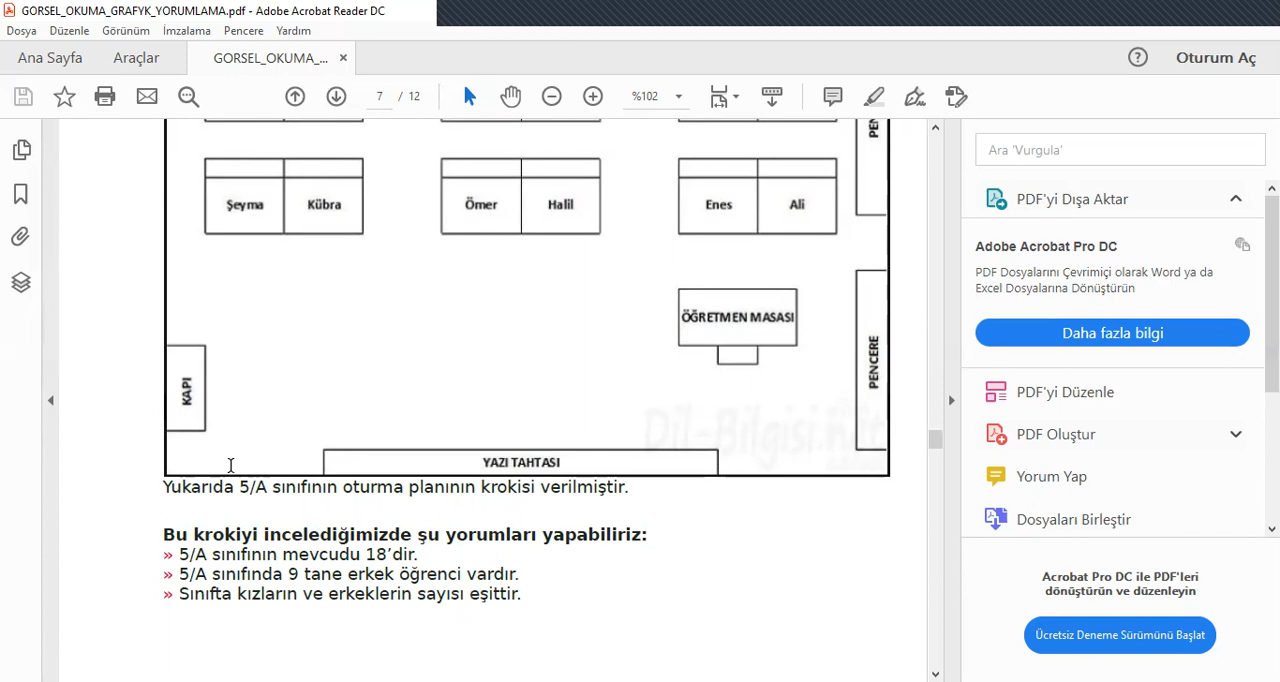 GORSEL_OKUMA_GRAFYK_YORUMLAMA.pdf - Adobe Acrobat Reader DC
Dosya Düzenle Görünüm İmzalama Pencere Yardım
Ana Sayfa Araçlar GORSEL_OKUMA_... × ? Oturum Aç
7 / 12 %102
Ara 'Vurgula'
Şeyma Kübra Ömer Halil Enes Ali
PDF'yi Dışa Aktar
Adobe Acrobat Pro DC
PDF Dosyalarını Çevrimiçi olarak Word ya da
Excel Dosyalarına Dönüştürün
Daha fazla bilgi
ÖĞRETMEN MASASI
PENCERE
KAPI
PDF'yi Düzenle
PDF Oluştur
Yorum Yap
Dosyaları Birleştir
Dil-Bilgisi.net
YAZI TAHTASI
Yukarıda 5/A sınıfının oturma planının krokisi verilmiştir.
Bu krokiyi incelediğimizde şu yorumları yapabiliriz:
» 5/A sınıfının mevcudu 18’dir.
» 5/A sınıfında 9 tane erkek öğrenci vardır.
» Sınıfta kızların ve erkeklerin sayısı eşittir.
Acrobat Pro DC ile PDF'leri
dönüştürün ve düzenleyin
Ücretsiz Deneme Sürümünü Başlat